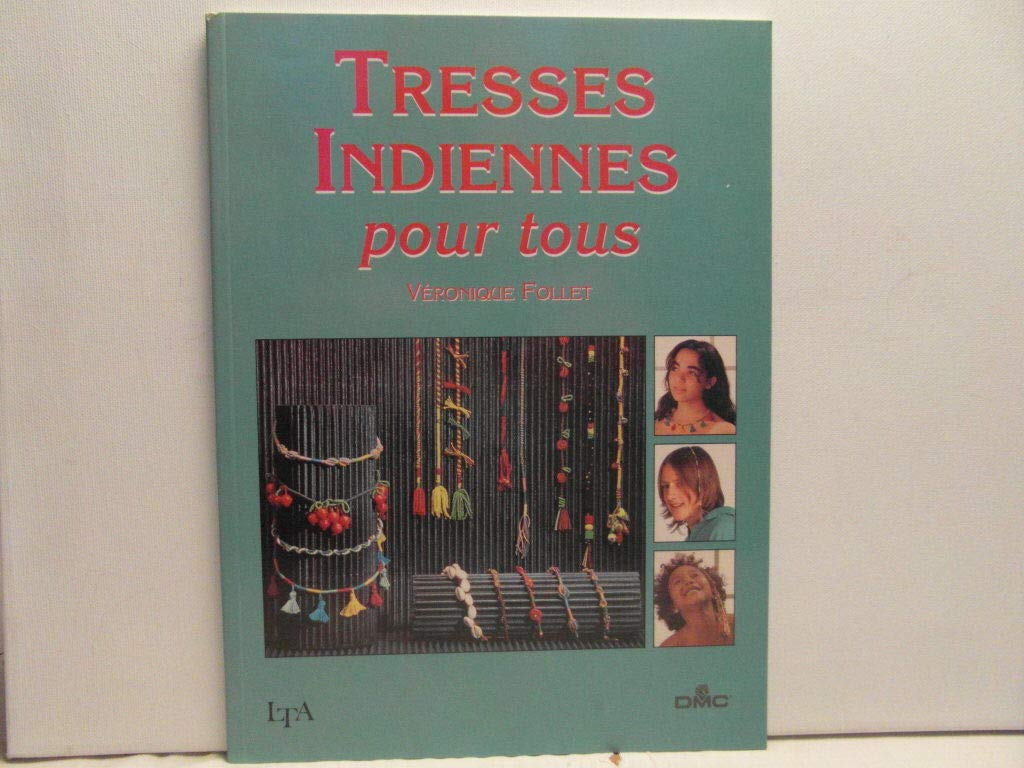 TRESSES
INDIENNES
pour tous
VÉRONIQUE FOLLET
LTA
DMC